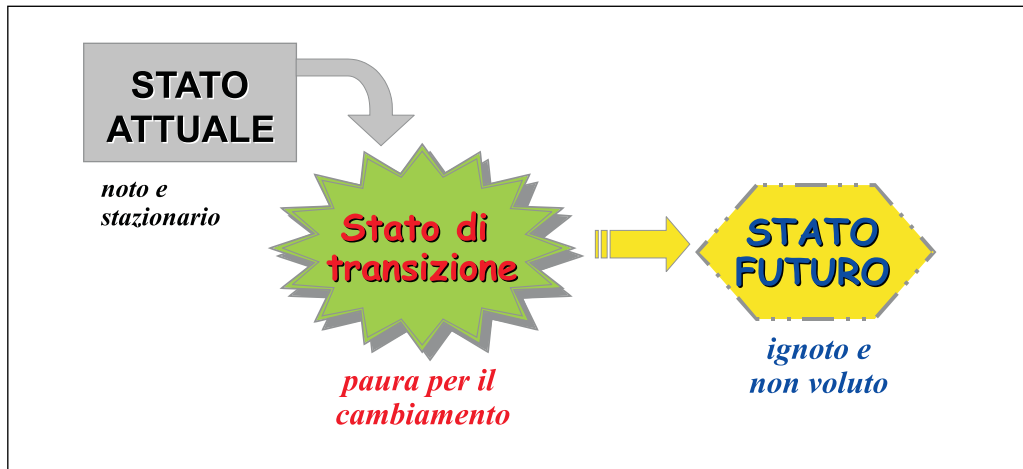 STATO
ATTUALE
noto e
stazionario
Stato di
transizione
paura per il
cambiamento
STATO
FUTURO
ignoto e
non voluto